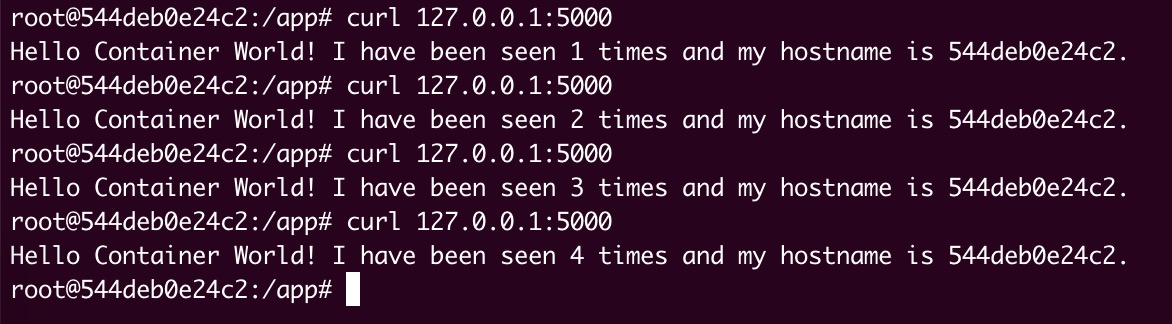 root@544deb0e24c2:/app# curl 127.0.0.1:5000
Hello Container World! I have been seen 1 times and my hostname is 544deb0e24c2.
root@544deb0e24c2:/app# curl 127.0.0.1:5000
Hello Container World! I have been seen 2 times and my hostname is 544deb0e24c2.
root@544deb0e24c2:/app# curl 127.0.0.1:5000
Hello Container World! I have been seen 3 times and my hostname is 544deb0e24c2.
root@544deb0e24c2:/app# curl 127.0.0.1:5000
Hello Container World! I have been seen 4 times and my hostname is 544deb0e24c2.
root@544deb0e24c2:/app#